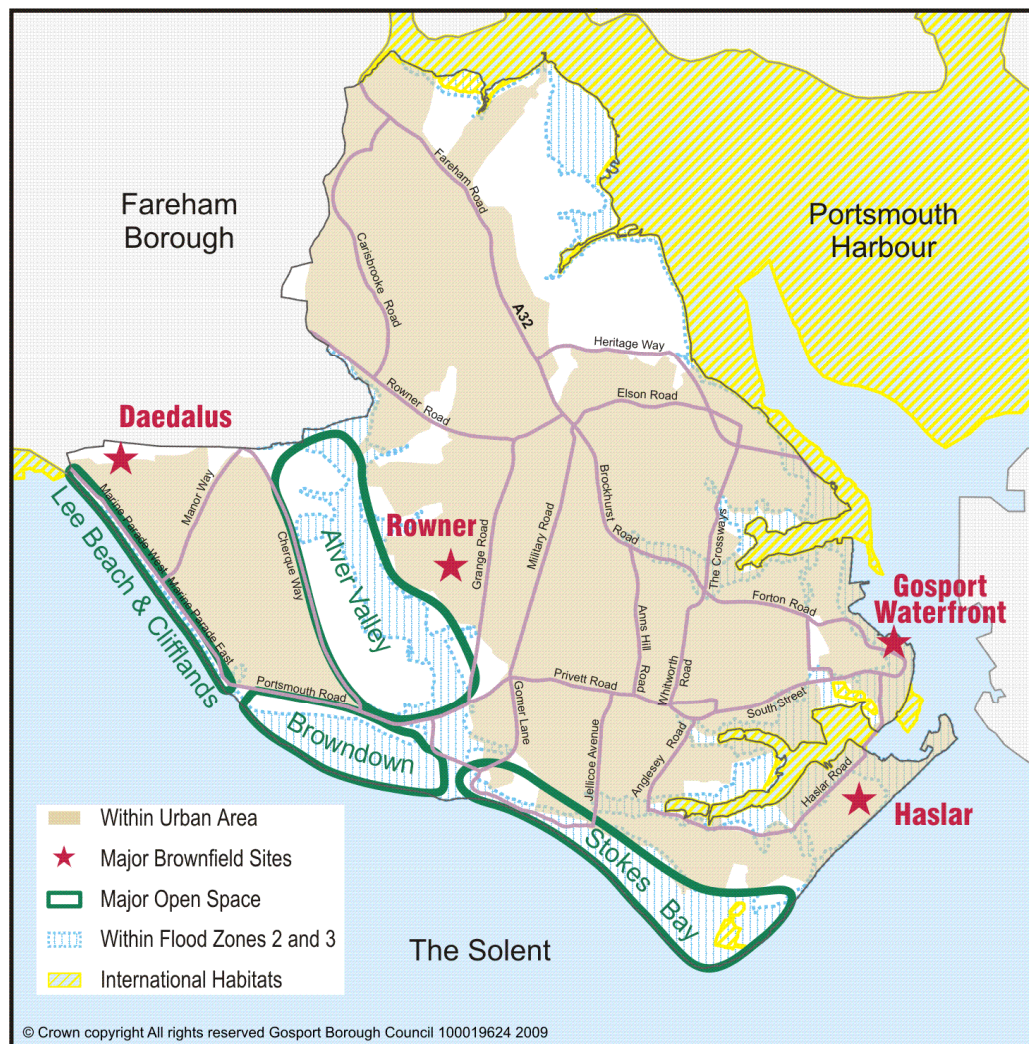 Fareham
Borough
Portsmouth
Harbour
Fareham Road
Carisbrooke Road
A32
Heritage Way
Rowner Road
Elson Road
Daedalus
Manor Way
Marine Parade West
Marine Parade East
Lee Beach & Clifflands
Cherque Way
Alver Valley
Rowner
Grange Road
Military Road
Brockhurst Road
The Crossways
Forton Road
Gosport
Waterfront
Anns Hill Road
Whitworth Road
Privett Road
South Street
Portsmouth Road
Gomer Lane
Browndown
Jellicoe Avenue
Anglesey Road
Haslar Road
Haslar
Stokes Bay
The Solent
Within Urban Area
Major Brownfield Sites
Major Open Space
Within Flood Zones 2 and 3
International Habitats
© Crown copyright All rights reserved Gosport Borough Council 100019624 2009